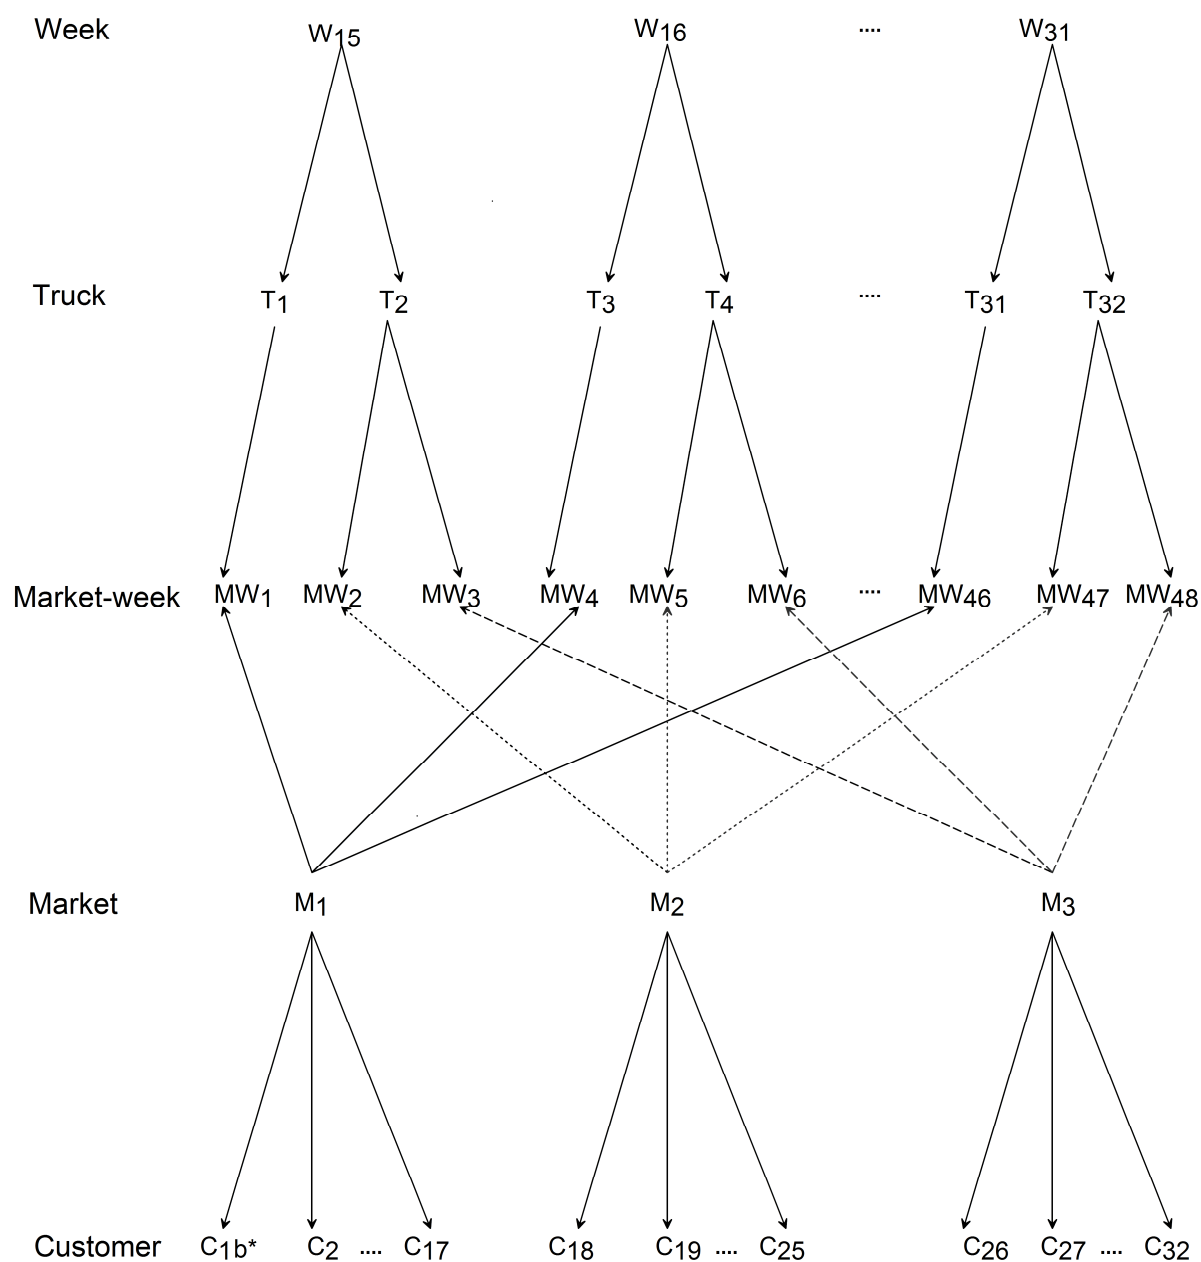 Week W15 W16 .... W31
Truck T1 T2 T3 T4 .... T31 T32
Market-week MW1 MW2 MW3 MW4 MW5 MW6 .... MW46 MW47 MW48
Market M1 M2 M3
Customer C1b* C2 .... C17 C18 C19 .... C25 C26 C27 .... C32